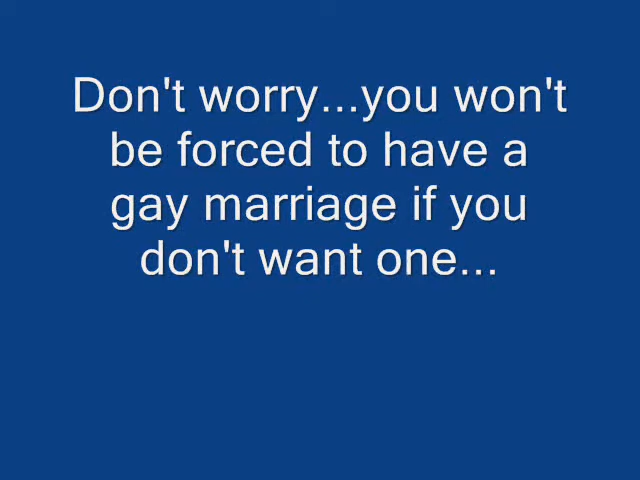 Don't worry...you won't
be forced to have a
gay marriage if you
don't want one...